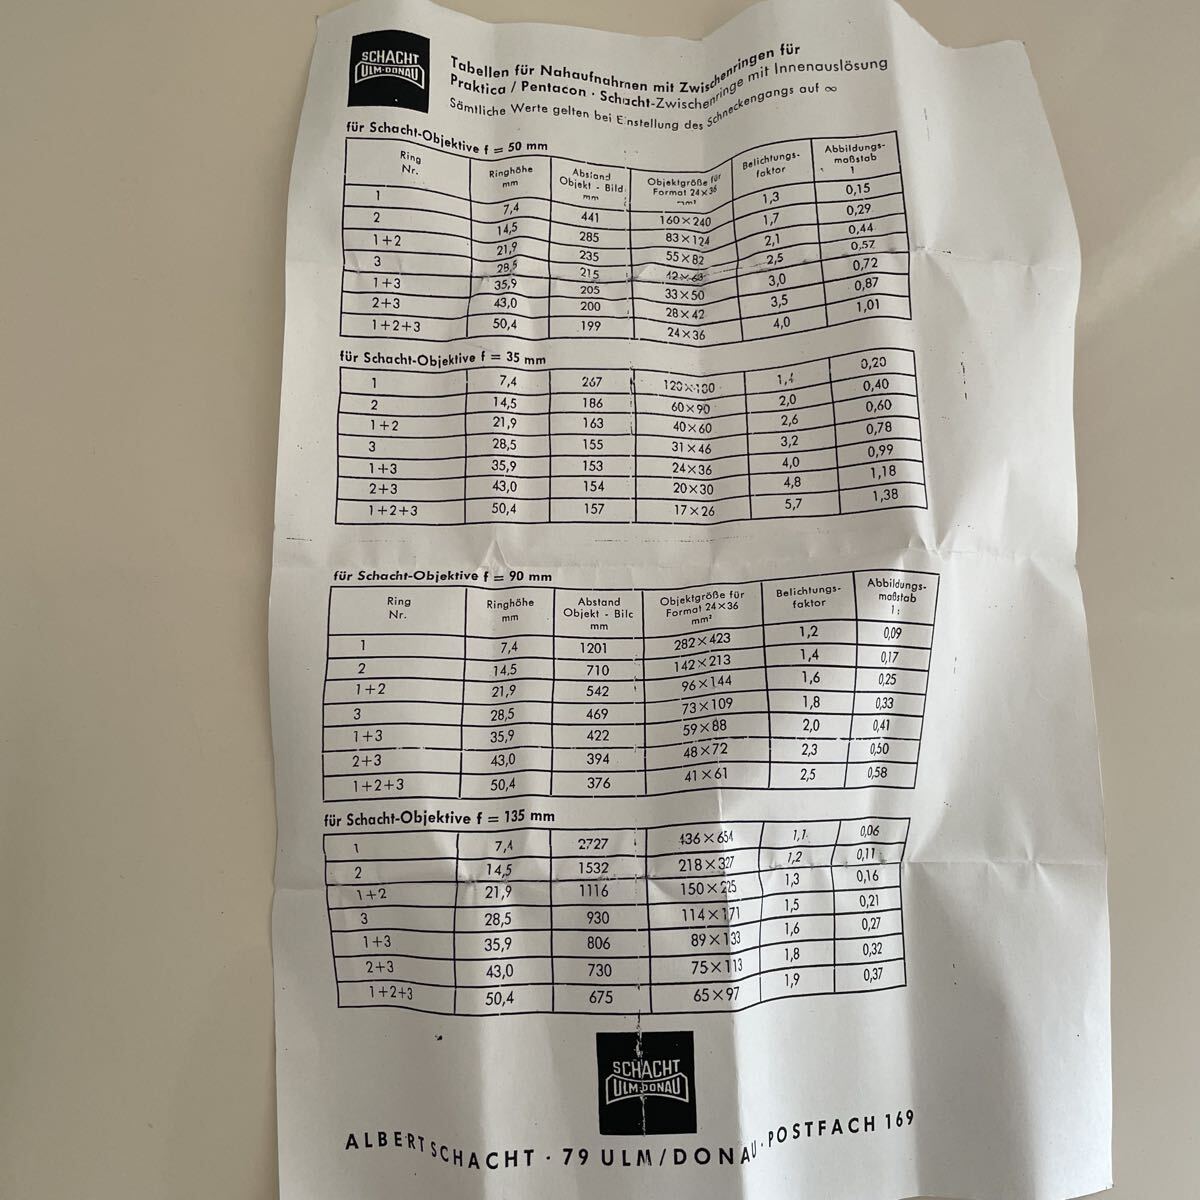 SCHACHT
ULM-DONAU
Tabellen für Nahaufnahmen mit Zwischenringen für
Praktica / Pentacon · Schacht-Zwischenringe mit Innenauslösung
Sämtliche Werte gelten bei Einstellung des Schneckengangs auf ∞
für Schacht-Objektive f = 50 mm
Ring Nr. Ringhöhe mm Abstand Objekt - Bild mm Objektgröße für Format 24×36 mm² Belichtungs-faktor Abbildungs-maßstab 1
1 7,4 441 160×240 1,3 0,15
2 14,5 285 83×124 1,7 0,29
1+2 21,9 235 55×82 2,1 0,44
3 28,5 215 2,5 0,57
1+3 35,9 205 33×50 3,0 0,72
2+3 43,0 200 28×42 3,5 0,87
1+2+3 50,4 199 24×36 4,0 1,01
für Schacht-Objektive f = 35 mm
1 7,4 267 1,4 0,20
2 14,5 186 60×90 2,0 0,40
1+2 21,9 163 40×60 2,6 0,60
3 28,5 155 31×46 3,2 0,78
1+3 35,9 153 24×36 4,0 0,99
2+3 43,0 154 20×30 4,8 1,18
1+2+3 50,4 157 17×26 5,7 1,38
für Schacht-Objektive f = 90 mm
Ring Nr. Ringhöhe mm Abstand Objekt - Bilc mm Objektgröße für Format 24×36 mm² Belichtungs-faktor Abbildungs-maßstab 1:
1 7,4 1201 282×423 1,2 0,09
2 14,5 710 142×213 1,4 0,17
1+2 21,9 542 96×144 1,6 0,25
3 28,5 469 73×109 1,8 0,33
1+3 35,9 422 59×88 2,0 0,41
2+3 43,0 394 48×72 2,3 0,50
1+2+3 50,4 376 41×61 2,5 0,58
für Schacht-Objektive f = 135 mm
1 7,4 2727 436×654 1,1 0,06
2 14,5 1532 218×327 1,2 0,11
1+2 21,9 1116 150×225 1,3 0,16
3 28,5 930 114×171 1,5 0,21
1+3 35,9 806 89×133 1,6 0,27
2+3 43,0 730 75×113 1,8 0,32
1+2+3 50,4 675 65×97 1,9 0,37
SCHACHT
ULM-DONAU
ALBERT SCHACHT · 79 ULM/DONAU · POSTFACH 169